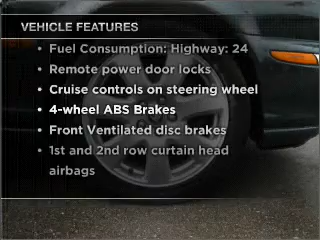 VEHICLE FEATURES
• Fuel Consumption: Highway: 24
• Remote power door locks
• Cruise controls on steering wheel
• 4-wheel ABS Brakes
• Front Ventilated disc brakes
• 1st and 2nd row curtain head
airbags